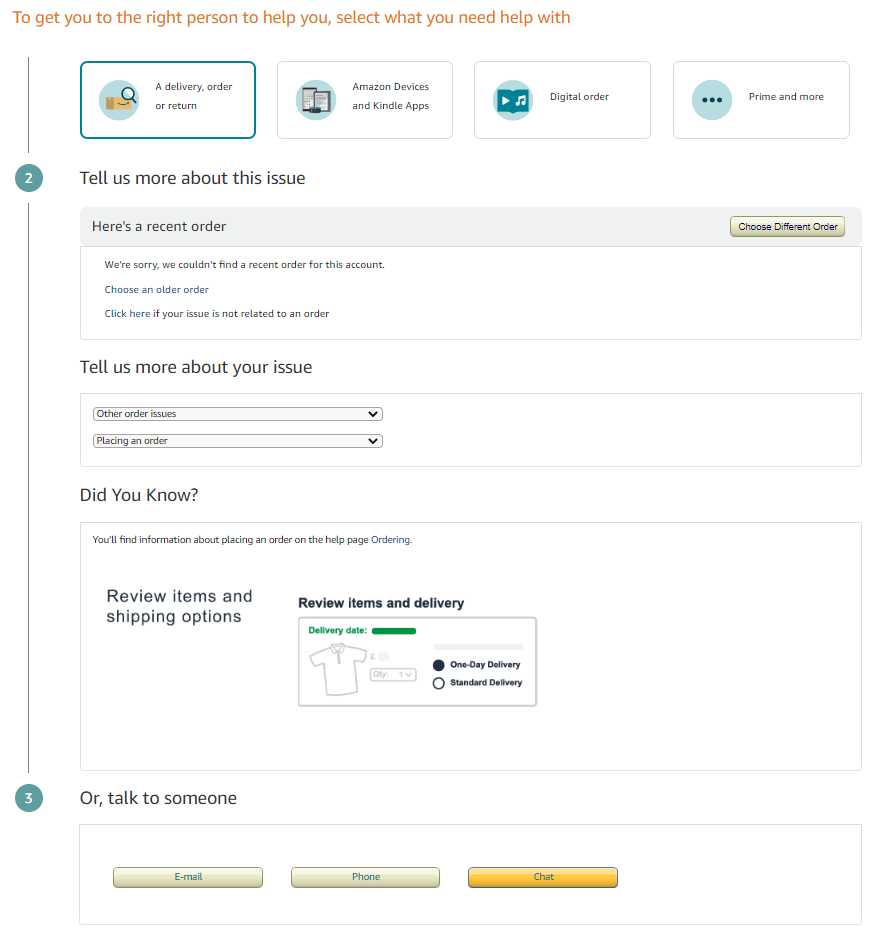 To get you to the right person to help you, select what you need help with
A delivery, order
or return
Amazon Devices
and Kindle Apps
Digital order
Prime and more
2
Tell us more about this issue
Here's a recent order
Choose Different Order
We're sorry, we couldn't find a recent order for this account.
Choose an older order
Click here if your issue is not related to an order
Tell us more about your issue
Other order issues
Placing an order
Did You Know?
You'll find information about placing an order on the help page Ordering.
Review items and
shipping options
Review items and delivery
Delivery date:
£
Qty: 1
One-Day Delivery
Standard Delivery
3
Or, talk to someone
E-mail
Phone
Chat